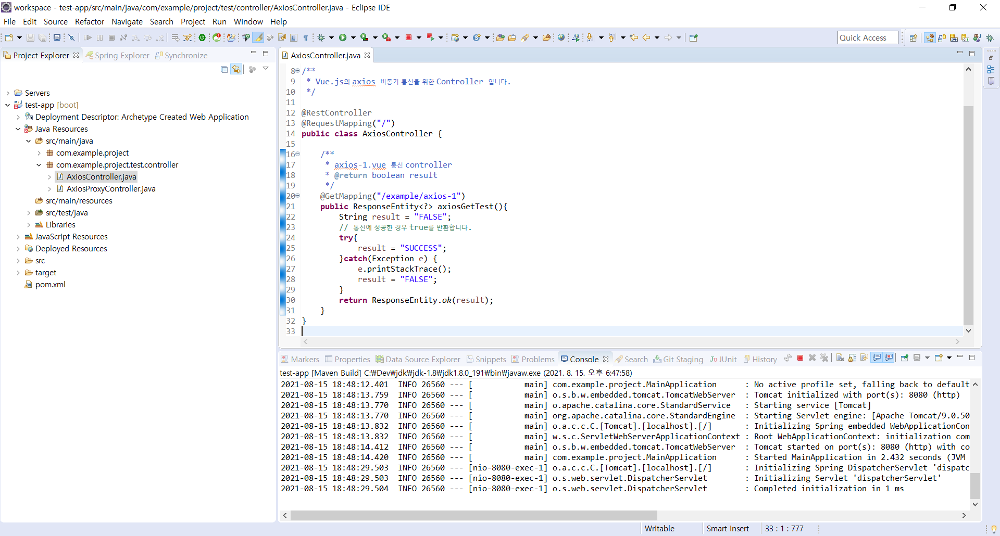 workspace - test-app/src/main/java/com/example/project/test/controller/AxiosController.java - Eclipse IDE
File Edit Source Refactor Navigate Search Project Run Window Help
Quick Access
Project Explorer Spring Explorer Synchronize
Servers
test-app [boot]
Deployment Descriptor: Archetype Created Web Application
Java Resources
src/main/java
com.example.project
com.example.project.test.controller
AxiosController.java
AxiosProxyController.java
src/main/resources
src/test/java
Libraries
JavaScript Resources
Deployed Resources
src
target
pom.xml
AxiosController.java
8 /**
9 * Vue.js의 axios 비동기 통신을 위한 Controller 입니다.
10 */
11
12 @RestController
13 @RequestMapping("/")
14 public class AxiosController {
15
16 /**
17 * axios-1.vue 통신 controller
18 * @return boolean result
19 */
20 @GetMapping("/example/axios-1")
21 public ResponseEntity<?> axiosGetTest(){
22 String result = "FALSE";
23 // 통신에 성공한 경우 true를 반환합니다.
24 try{
25 result = "SUCCESS";
26 }catch(Exception e) {
27 e.printStackTrace();
28 result = "FALSE";
29 }
30 return ResponseEntity.ok(result);
31 }
32 }
33
Markers Properties Data Source Explorer Snippets Problems Console Search Git Staging JUnit History
test-app [Maven Build] C:₩Dev₩jdk₩jdk-1.8₩jdk1.8.0_191₩bin₩javaw.exe (2021. 8. 15. 오후 6:47:58)
2021-08-15 18:48:12.401 INFO 26560 --- [ main] com.example.project.MainApplication : No active profile set, falling back to default
2021-08-15 18:48:13.759 INFO 26560 --- [ main] o.s.b.w.embedded.tomcat.TomcatWebServer : Tomcat initialized with port(s): 8080 (http)
2021-08-15 18:48:13.770 INFO 26560 --- [ main] o.apache.catalina.core.StandardService : Starting service [Tomcat]
2021-08-15 18:48:13.770 INFO 26560 --- [ main] org.apache.catalina.core.StandardEngine : Starting Servlet engine: [Apache Tomcat/9.0.50
2021-08-15 18:48:13.832 INFO 26560 --- [ main] o.a.c.c.C.[Tomcat].[localhost].[/] : Initializing Spring embedded WebApplicationCon
2021-08-15 18:48:13.832 INFO 26560 --- [ main] w.s.c.ServletWebServerApplicationContext : Root WebApplicationContext: initialization com
2021-08-15 18:48:14.412 INFO 26560 --- [ main] o.s.b.w.embedded.tomcat.TomcatWebServer : Tomcat started on port(s): 8080 (http) with co
2021-08-15 18:48:14.420 INFO 26560 --- [ main] com.example.project.MainApplication : Started MainApplication in 2.432 seconds (JVM
2021-08-15 18:48:29.503 INFO 26560 --- [nio-8080-exec-1] o.a.c.c.C.[Tomcat].[localhost].[/] : Initializing Spring DispatcherServlet 'dispatc
2021-08-15 18:48:29.503 INFO 26560 --- [nio-8080-exec-1] o.s.web.servlet.DispatcherServlet : Initializing Servlet 'dispatcherServlet'
2021-08-15 18:48:29.504 INFO 26560 --- [nio-8080-exec-1] o.s.web.servlet.DispatcherServlet : Completed initialization in 1 ms
Writable Smart Insert 33 : 1 : 777